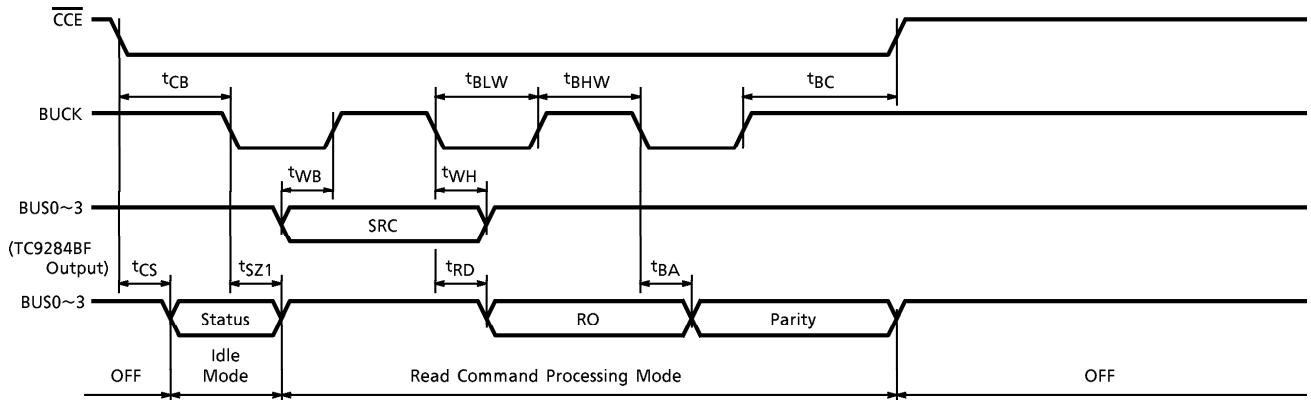 CCE
tCB
tBLW
tBHW
tBC
BUCK
tWB
tWH
BUS0~3
SRC
(TC9284BF
Output)
tCS
tSZ1
tRD
tBA
BUS0~3
Status
RO
Parity
OFF
Idle
Mode
Read Command Processing Mode
OFF